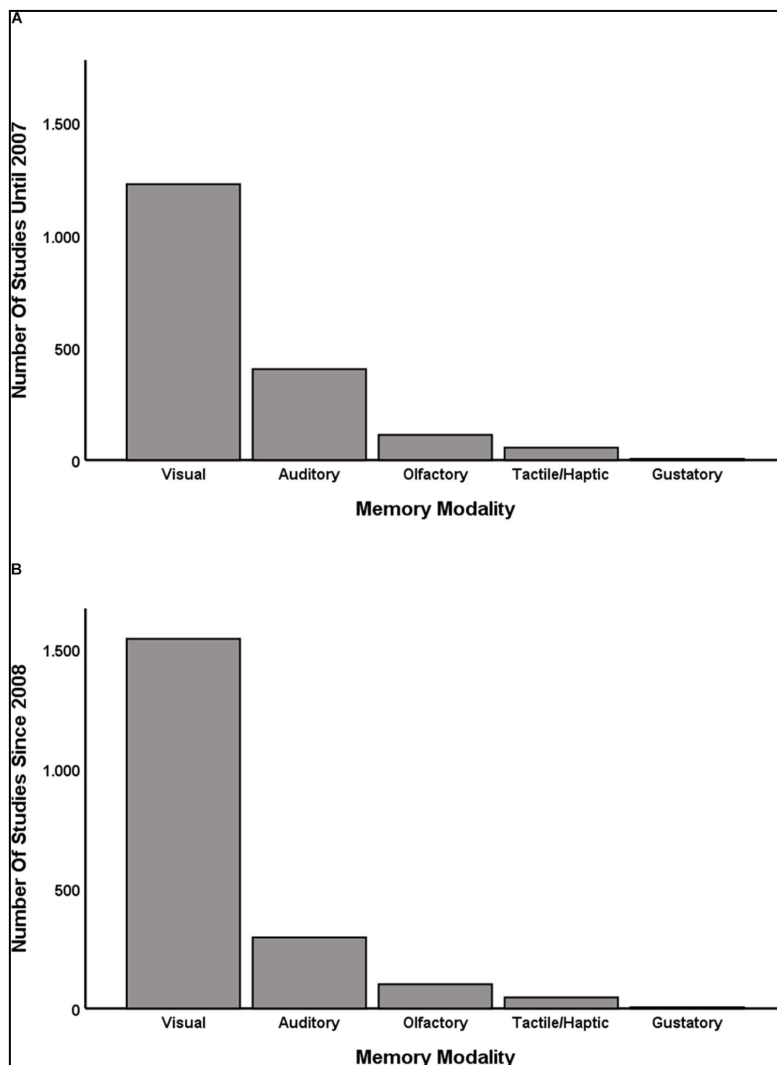 A
Number Of Studies Until 2007
1.500
1.000
500
0
Visual Auditory Olfactory Tactile/Haptic Gustatory
Memory Modality
B
Number Of Studies Since 2008
1.500
1.000
500
0
Visual Auditory Olfactory Tactile/Haptic Gustatory
Memory Modality